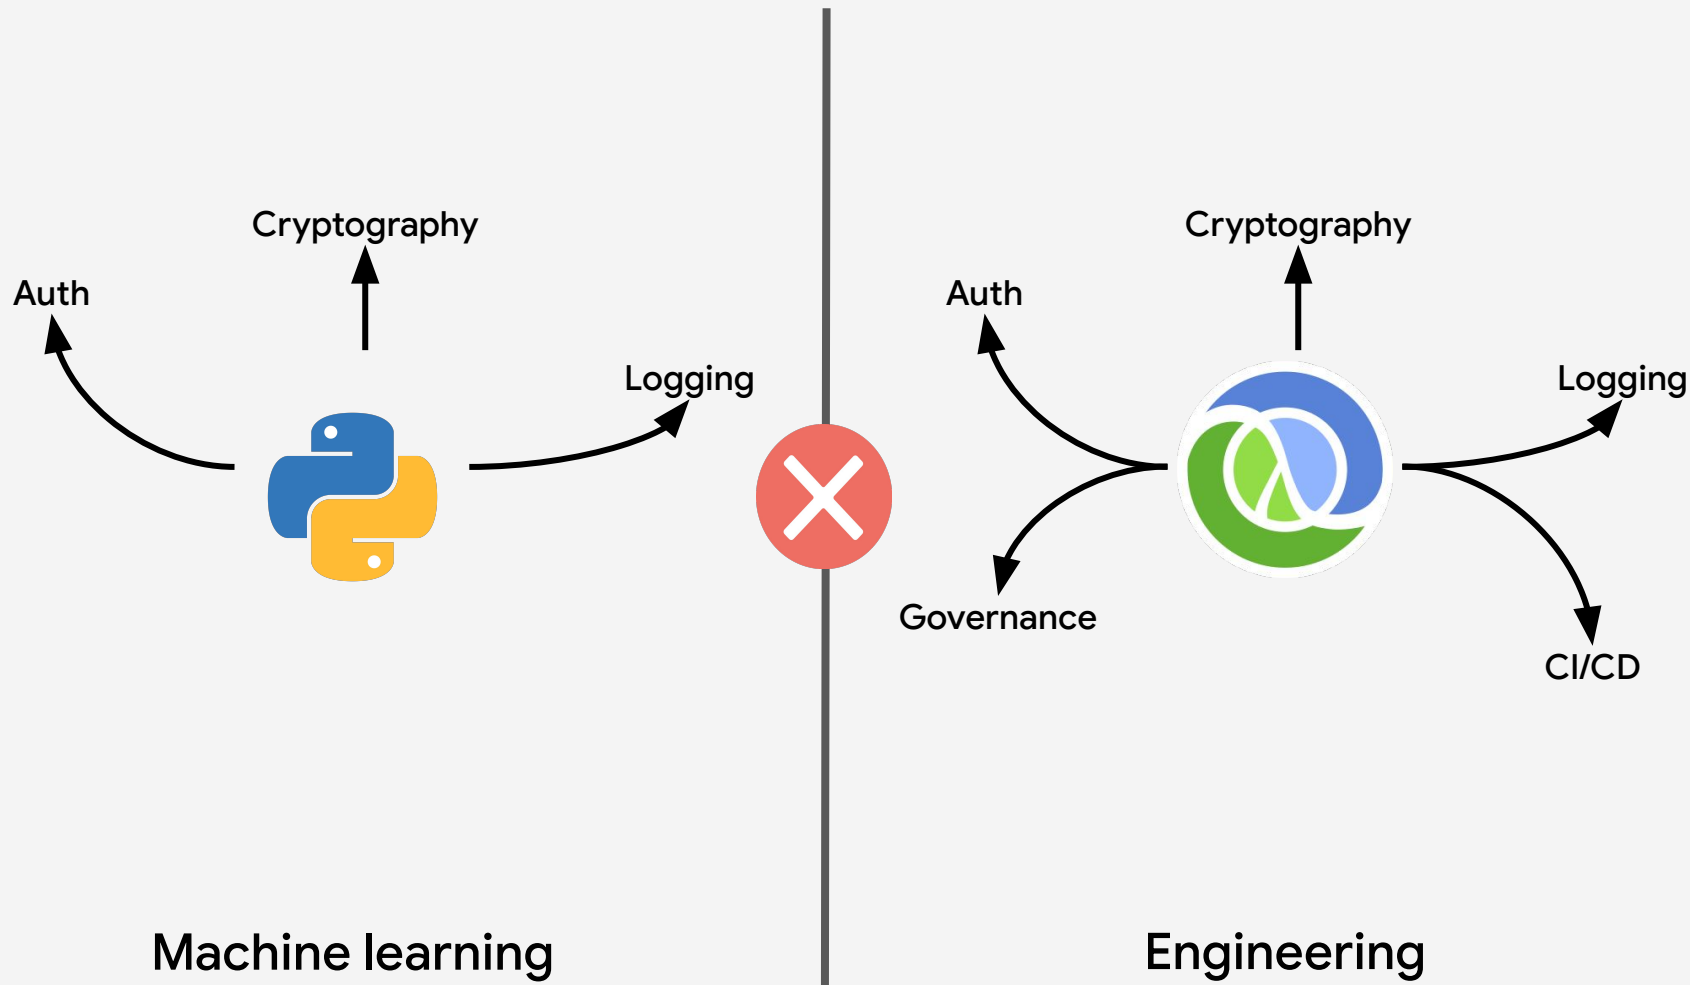 Cryptography
Auth
Logging
Machine learning
Cryptography
Auth
Logging
Governance
CI/CD
Engineering